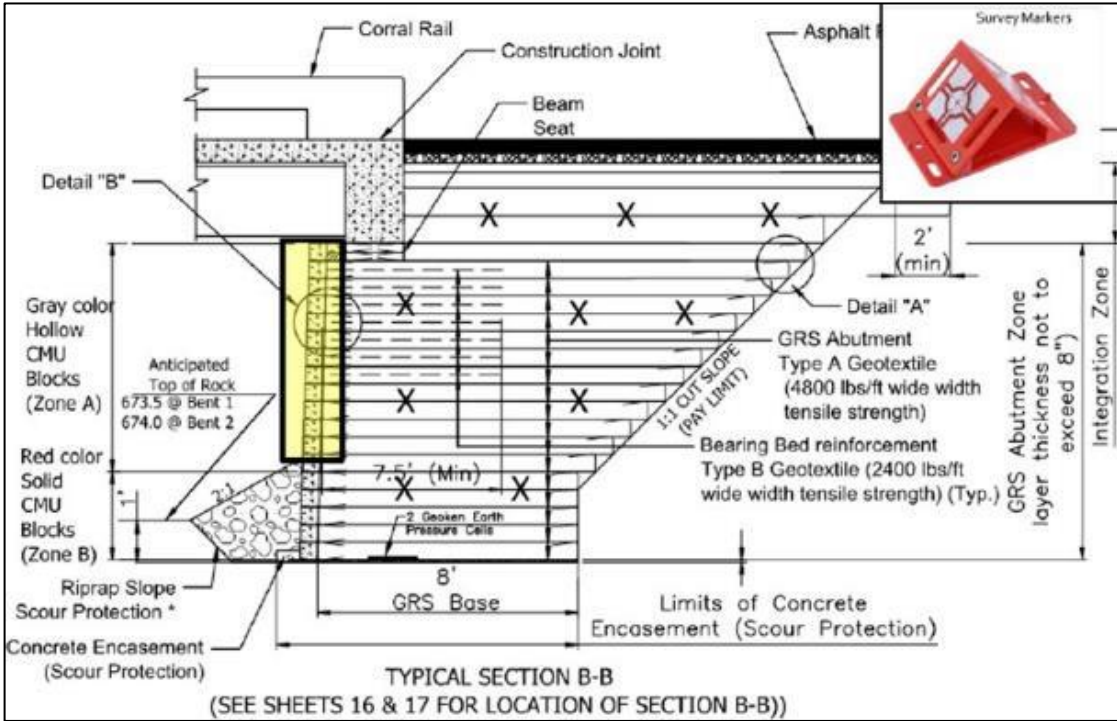 Survey Markers
Corral Rail
Construction Joint
Asphalt
Beam
Seat
Detail "B"
X X X
2'
(min)
Detail "A"
X X X
Gray color
Hollow
CMU
Blocks
(Zone A)
Anticipated
Top of Rock
673.5 @ Bent 1
674.0 @ Bent 2
GRS Abutment
Type A Geotextile
(4800 lbs/ft wide width
tensile strength)
X X
1:1 CUT SLOPE
(PAY LIMIT)
Bearing Bed reinforcement
Type B Geotextile (2400 lbs/ft
wide width tensile strength) (Typ.)
GRS Abutment Zone
layer thickness not to
exceed 8")
Integration Zone
Red color
Solid
CMU
Blocks
(Zone B)
1'
2:1
7.5' (Min)
X X
2 Geoken Earth
Pressure Cells
8'
GRS Base
Riprap Slope
Scour Protection *
Concrete Encasement
(Scour Protection)
Limits of Concrete
Encasement (Scour Protection)
TYPICAL SECTION B-B
(SEE SHEETS 16 & 17 FOR LOCATION OF SECTION B-B))